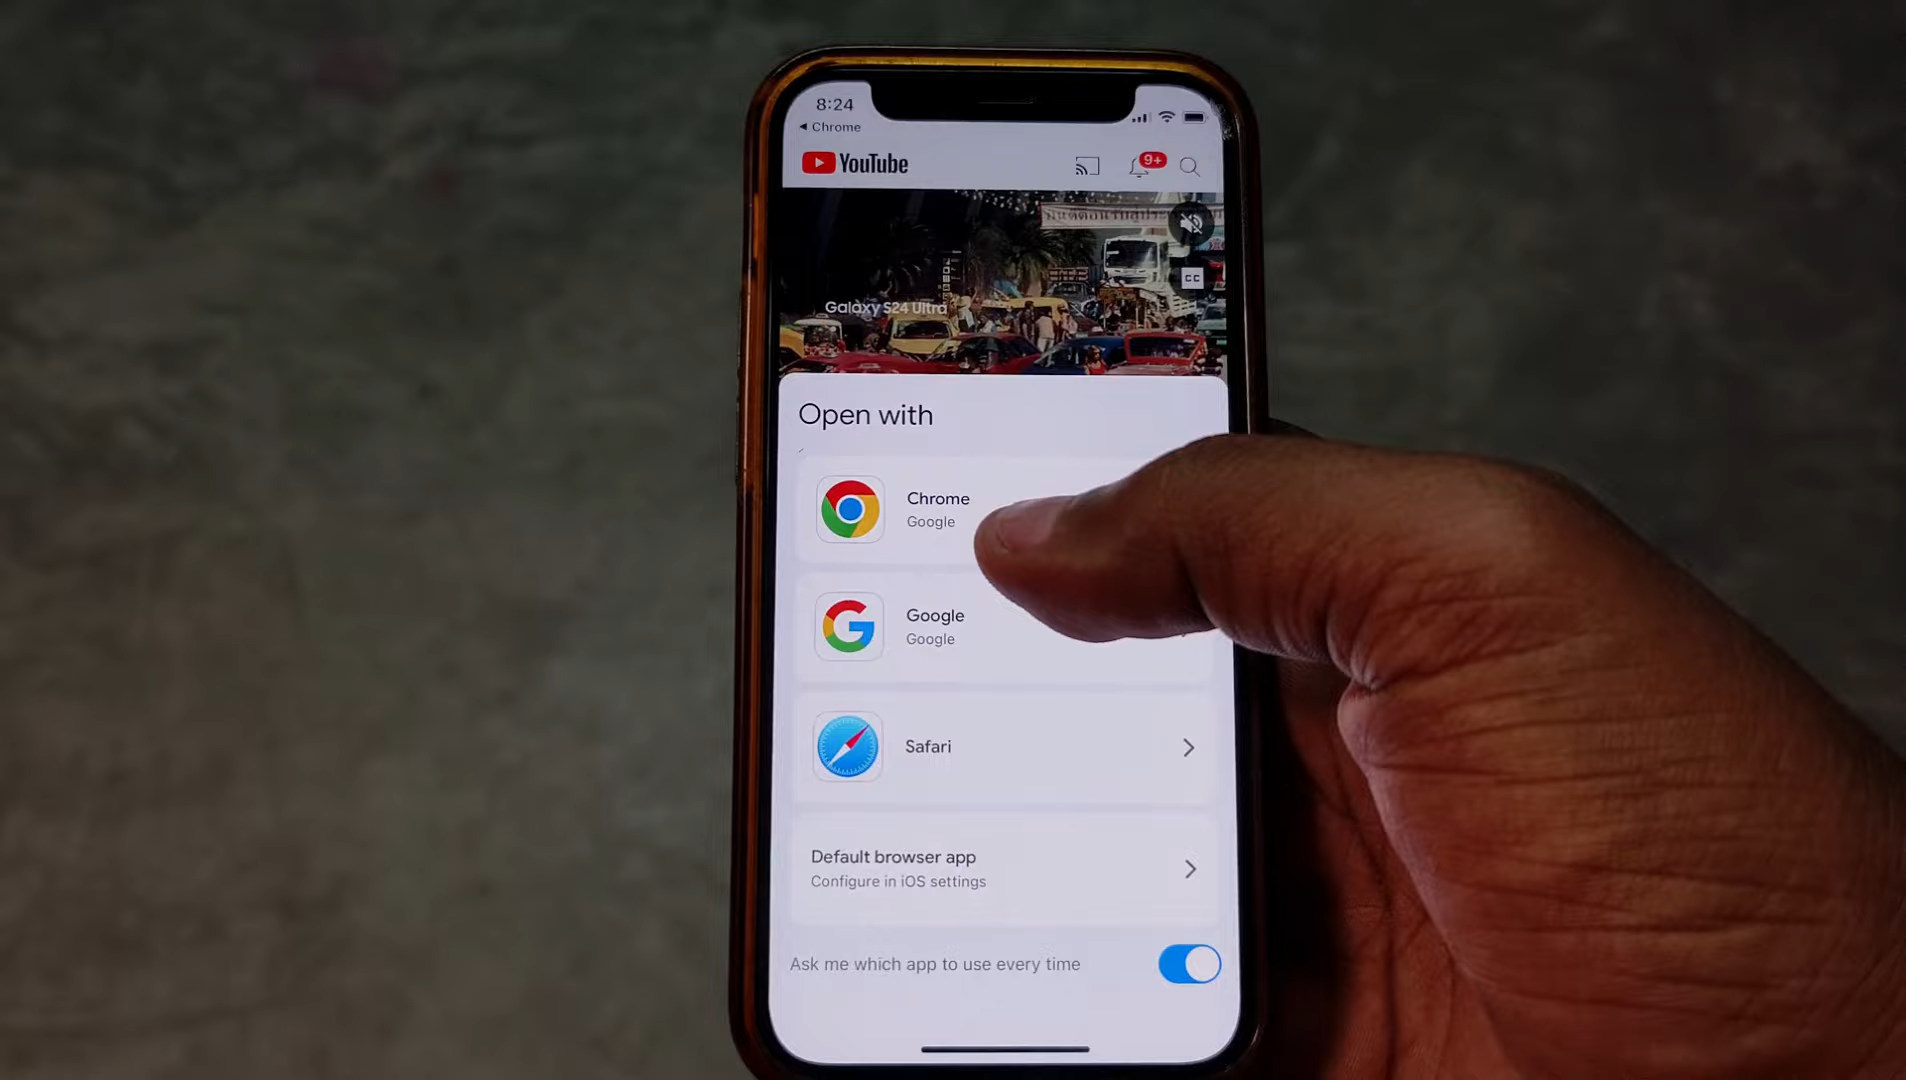 8:24
◀ Chrome
YouTube
9+
CC
Galaxy S24 Ultra
Open with
Chrome
Google
Google
Google
Safari
Default browser app
Configure in iOS settings
Ask me which app to use every time